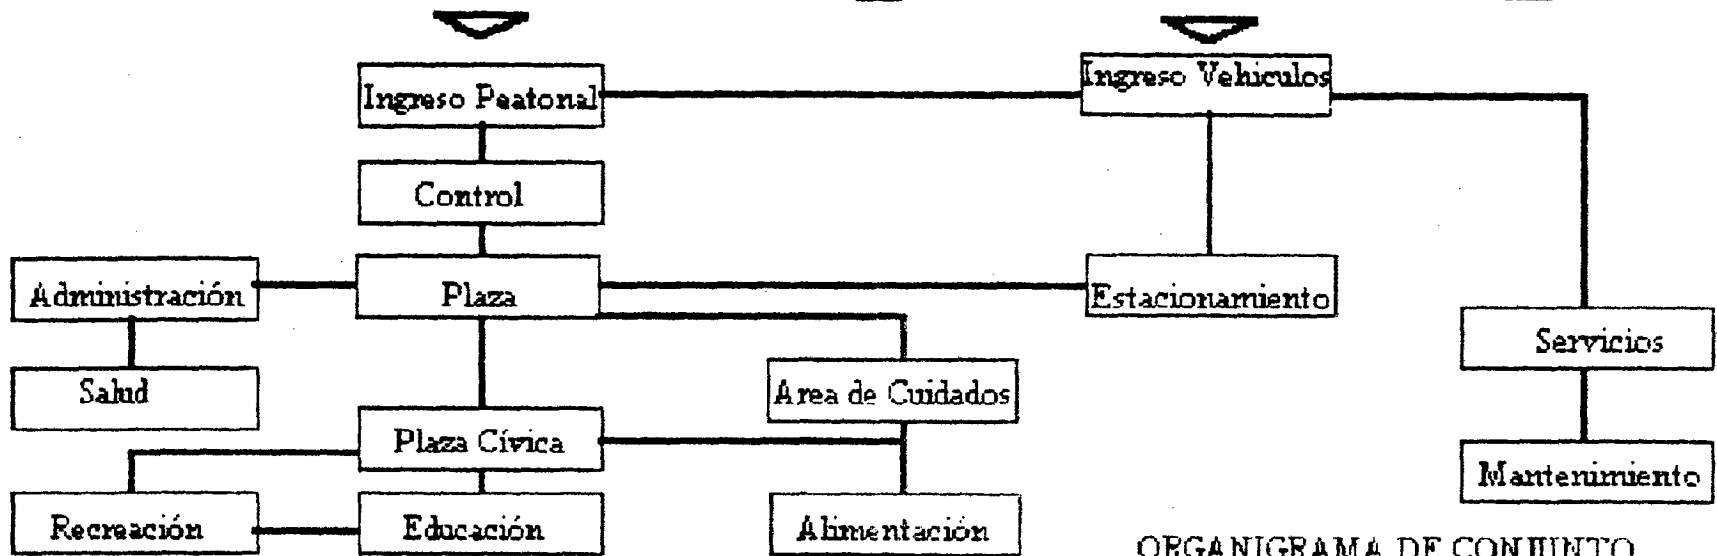 Ingreso Peatonal
Ingreso Vehiculos
Control
Administración
Plaza
Estacionamiento
Servicios
Salud
Area de Cuidados
Plaza Cívica
Mantenimiento
Recreación
Educación
Alimentación
ORGANIGRAMA DE CONJUNTO